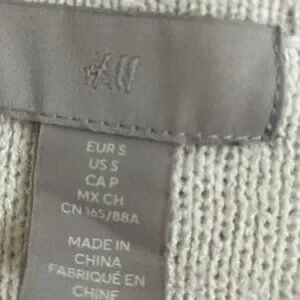 H&M
EUR S
US S
CA P
MX CH
CN 165/88A
MADE IN
CHINA
FABRIQUÉ EN
CHINE